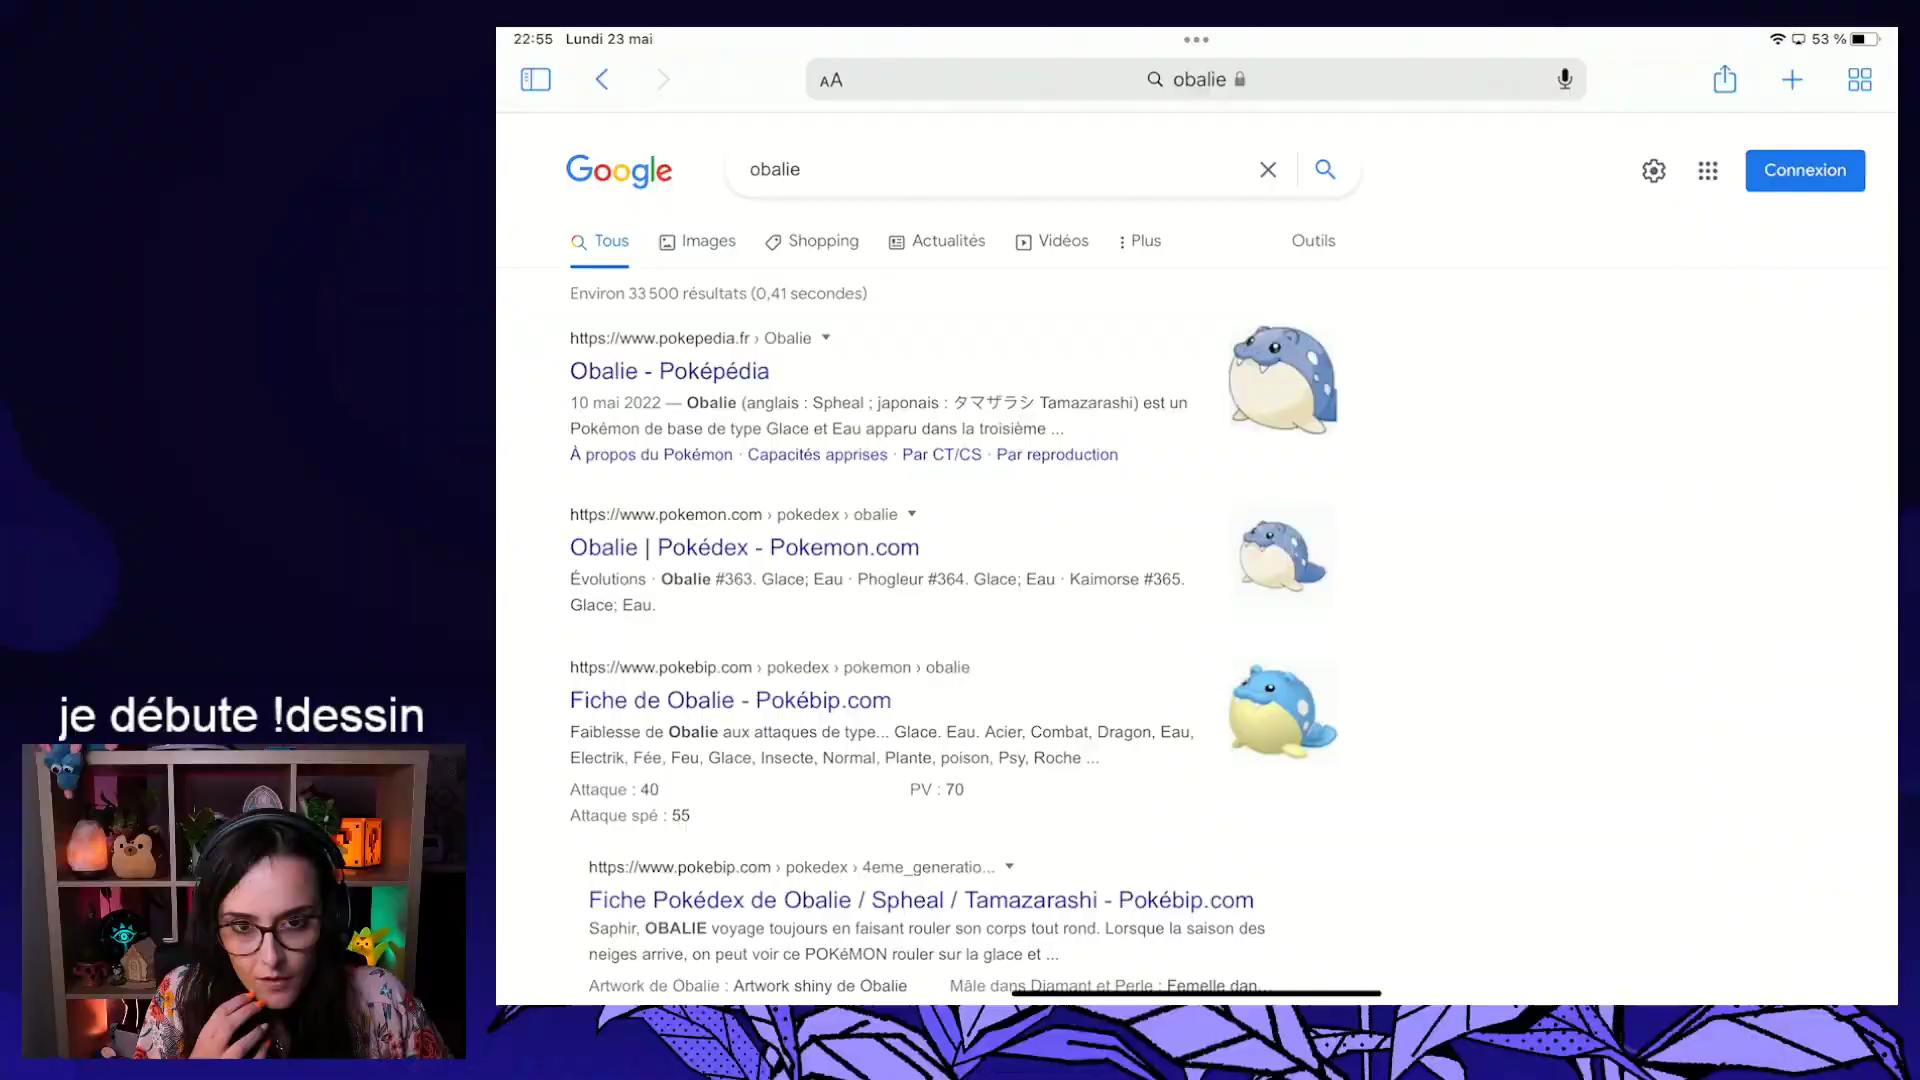 22:55 Lundi 23 mai
53 %
AA
obalie
Google
obalie
Connexion
Tous
Images
Shopping
Actualités
Vidéos
Plus
Outils
Environ 33 500 résultats (0,41 secondes)
https://www.pokepedia.fr › Obalie
Obalie - Poképédia
10 mai 2022 — Obalie (anglais : Spheal ; japonais : タマザラシ Tamazarashi) est un
Pokémon de base de type Glace et Eau apparu dans la troisième ...
À propos du Pokémon · Capacités apprises · Par CT/CS · Par reproduction
https://www.pokemon.com › pokedex › obalie
Obalie | Pokédex - Pokemon.com
Évolutions · Obalie #363. Glace; Eau · Phogleur #364. Glace; Eau · Kaimorse #365.
Glace; Eau.
https://www.pokebip.com › pokedex › pokemon › obalie
Fiche de Obalie - Pokébip.com
Faiblesse de Obalie aux attaques de type... Glace. Eau. Acier, Combat, Dragon, Eau,
Electrik, Fée, Feu, Glace, Insecte, Normal, Plante, poison, Psy, Roche ...
Attaque : 40
PV : 70
Attaque spé : 55
https://www.pokebip.com › pokedex › 4eme_generatio...
Fiche Pokédex de Obalie / Spheal / Tamazarashi - Pokébip.com
Saphir, OBALIE voyage toujours en faisant rouler son corps tout rond. Lorsque la saison des
neiges arrive, on peut voir ce POKéMON rouler sur la glace et ...
Artwork de Obalie : Artwork shiny de Obalie
Mâle dans Diamant et Perle : Femelle dan...
je débute !dessin